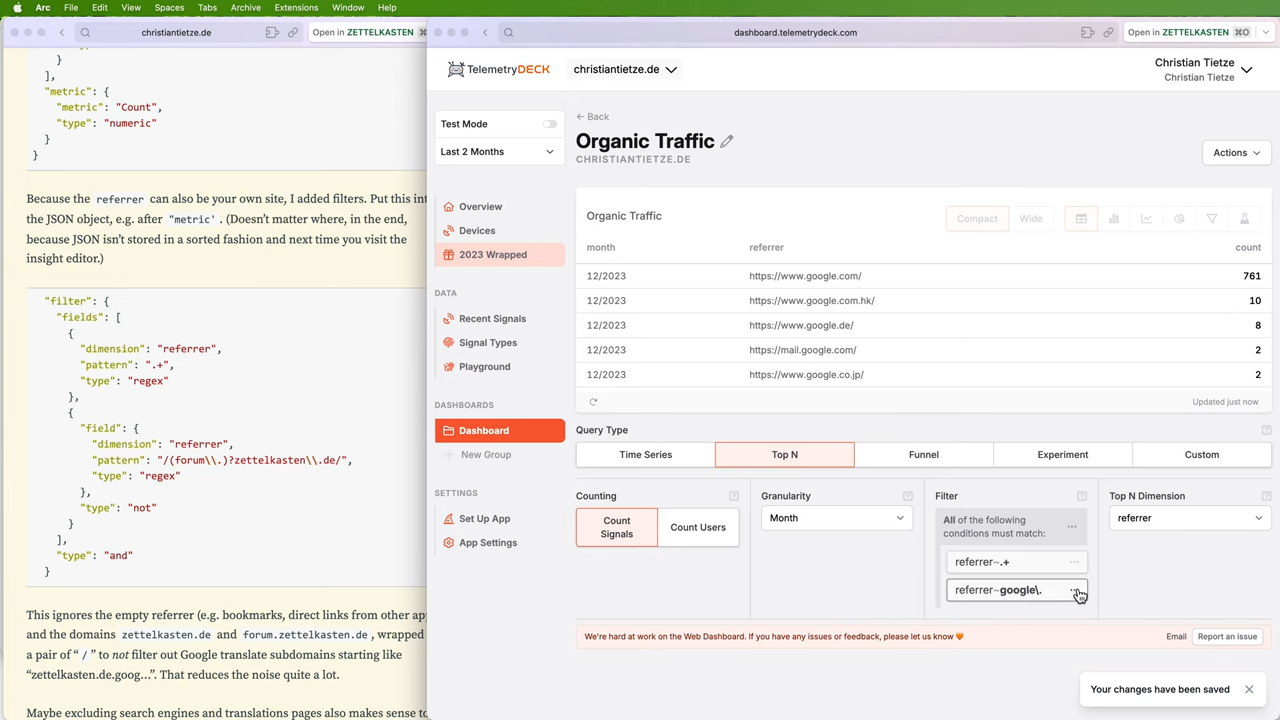 Arc File Edit View Spaces Tabs Archive Extensions Window Help
christiantietze.de
Open in ZETTELKASTEN ⌘
}
],
"metric": {
"metric": "Count",
"type": "numeric"
}
}
Because the referrer can also be your own site, I added filters. Put this int
the JSON object, e.g. after "metric". (Doesn't matter where, in the end,
because JSON isn't stored in a sorted fashion and next time you visit the
insight editor.)
"filter": {
"fields": [
{
"dimension": "referrer",
"pattern": ".+",
"type": "regex"
},
{
"field": {
"dimension": "referrer",
"pattern": "/(forum\\.)?zettelkasten\\.de/",
"type": "regex"
},
"type": "not"
}
],
"type": "and"
}
This ignores the empty referrer (e.g. bookmarks, direct links from other ap
and the domains zettelkasten.de and forum.zettelkasten.de, wrapped
a pair of “/” to not filter out Google translate subdomains starting like
“zettelkasten.de.goog…”. That reduces the noise quite a lot.
Maybe excluding search engines and translations pages also makes sense to
dashboard.telemetrydeck.com
Open in ZETTELKASTEN ⌘O
TelemetryDECK
christiantietze.de
Christian Tietze
Christian Tietze
Test Mode
Last 2 Months
Overview
Devices
2023 Wrapped
DATA
Recent Signals
Signal Types
Playground
DASHBOARDS
Dashboard
New Group
SETTINGS
Set Up App
App Settings
← Back
Organic Traffic
CHRISTIANTIETZE.DE
Actions
Organic Traffic
Compact Wide
month referrer count
12/2023 https://www.google.com/ 761
12/2023 https://www.google.com.hk/ 10
12/2023 https://www.google.de/ 8
12/2023 https://mail.google.com/ 2
12/2023 https://www.google.co.jp/ 2
Updated just now
Query Type
Time Series Top N Funnel Experiment Custom
Counting
Count Signals
Count Users
Granularity
Month
Filter
All of the following
conditions must match:
referrer~.+
referrer~google\.
Top N Dimension
referrer
We're hard at work on the Web Dashboard. If you have any issues or feedback, please let us know 🧡
Email Report an issue
Your changes have been saved